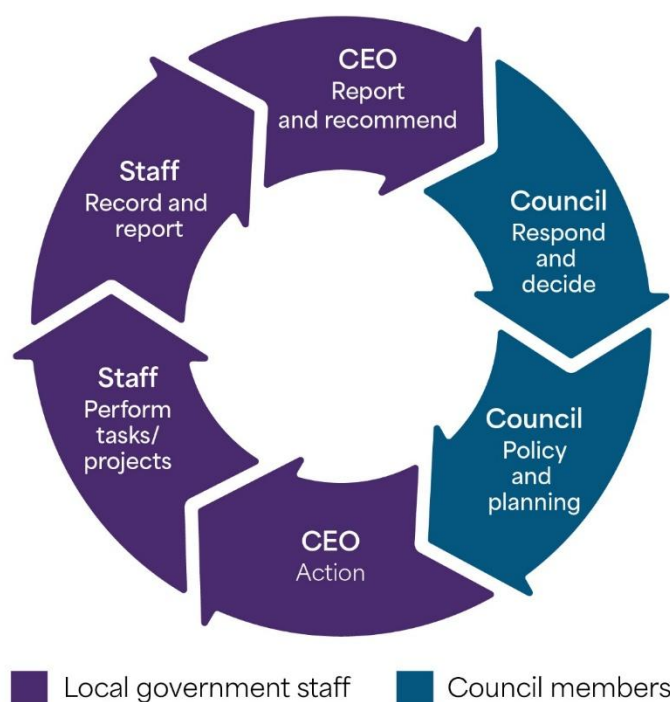 CEO
Report
and recommend
Council
Respond
and
decide
Council
Policy
and
planning
CEO
Action
Staff
Perform
tasks/
projects
Staff
Record and
report
Local government staff
Council members